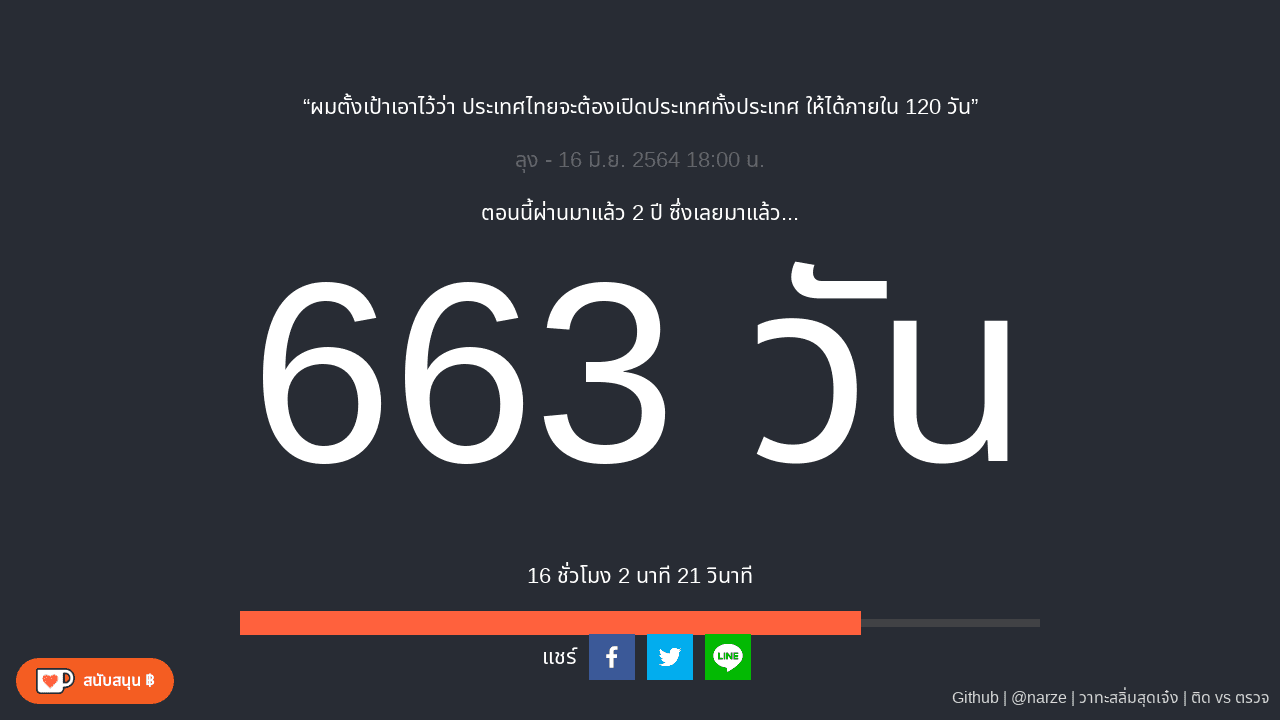 “ผมตั้งเป้าเอาไว้ว่า ประเทศไทยจะต้องเปิดประเทศทั้งประเทศ ให้ได้ภายใน 120 วัน”
ลุง - 16 มิ.ย. 2564 18:00 น.
ตอนนี้ผ่านมาแล้ว 2 ปี ซึ่งเลยมาแล้ว...
663 วัน
16 ชั่วโมง 2 นาที 21 วินาที
แชร์
LINE
สนับสนุน ฿
Github | @narze | วาทะสลิ่มสุดเจ๋ง | ติด vs ตรวจ